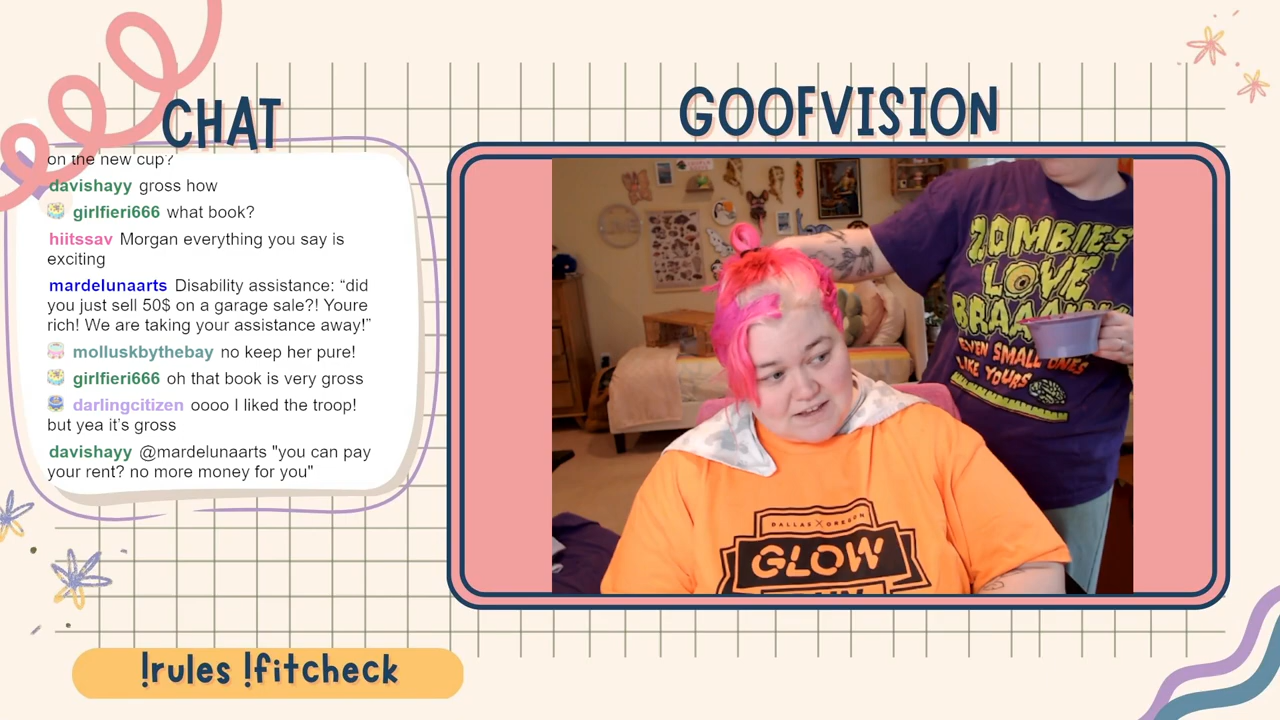 CHAT
GOOFVISION
on the new cup?
davishayy gross how
girlfieri666 what book?
hiitssav Morgan everything you say is
exciting
mardelunaarts Disability assistance: “did
you just sell 50$ on a garage sale?! Youre
rich! We are taking your assistance away!”
molluskbythebay no keep her pure!
girlfieri666 oh that book is very gross
darlingcitizen oooo I liked the troop!
but yea it’s gross
davishayy @mardelunaarts "you can pay
your rent? no more money for you"
ZOMBIES
LOVE
EVEN SMALL ONES
LIKE YOURS
DALLAS OREGON
GLOW
!rules !fitcheck